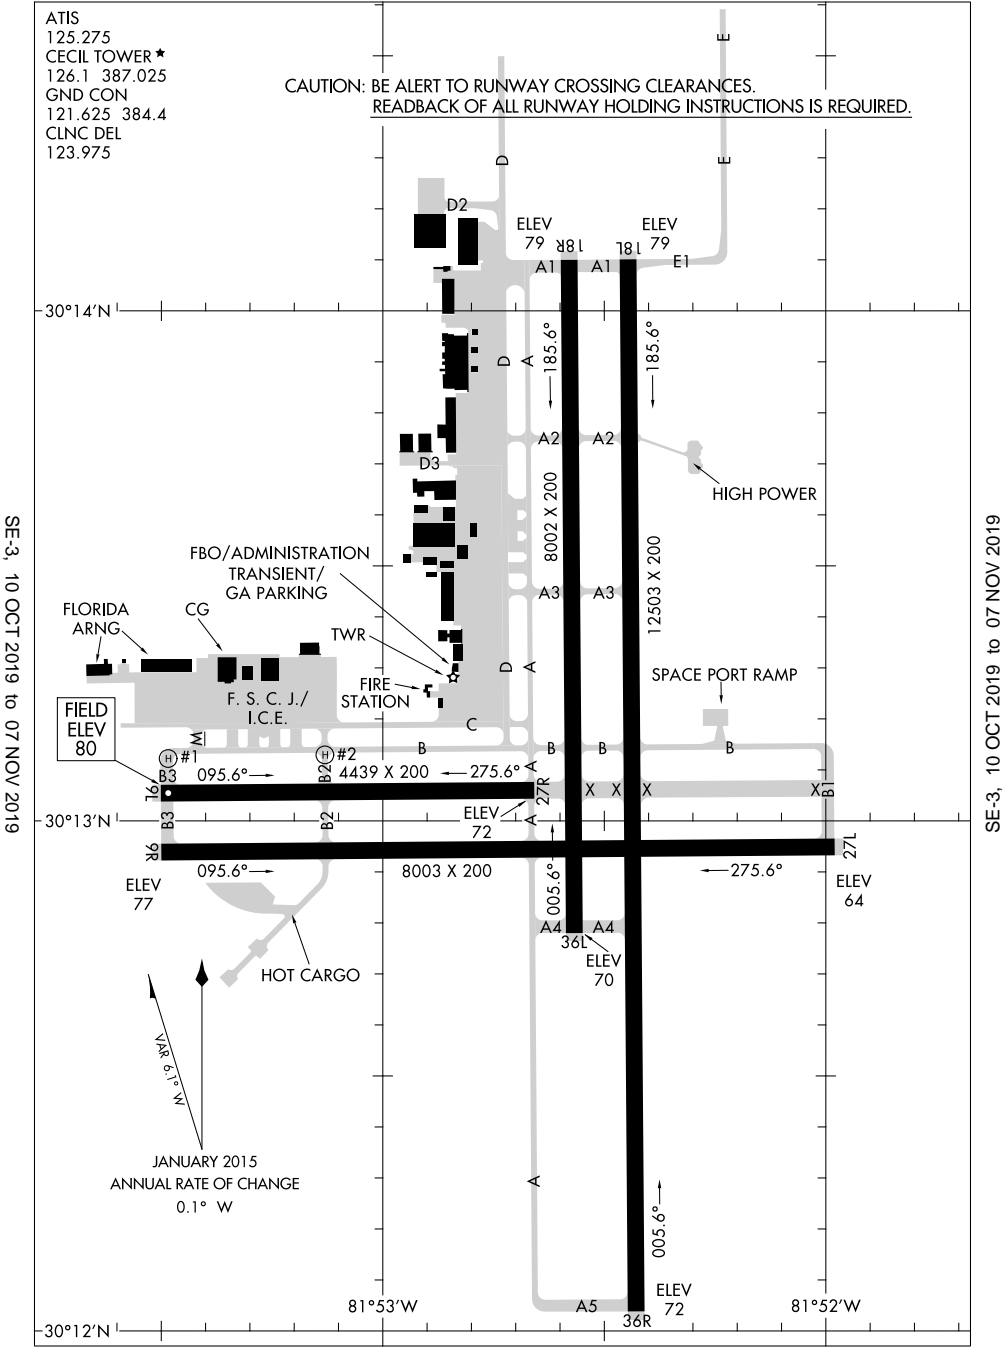 ATIS
125.275
CECIL TOWER ★
126.1 387.025
GND CON
121.625 384.4
CLNC DEL
123.975
CAUTION: BE ALERT TO RUNWAY CROSSING CLEARANCES.
READBACK OF ALL RUNWAY HOLDING INSTRUCTIONS IS REQUIRED.
E
D
E
D2
ELEV
79
18R
18L
ELEV
79
A1
A1
E1
30°14'N
185.6°
185.6°
D
A
A2
A2
D3
HIGH POWER
8002 X 200
12503 X 200
FBO/ADMINISTRATION
TRANSIENT/
GA PARKING
A3
A3
FLORIDA
ARNG
CG
TWR
D
A
FIRE
STATION
SPACE PORT RAMP
F. S. C. J./
I.C.E.
FIELD
ELEV
80
M
C
H #1
H #2
B
B
B
B
B3
B2
A
9L
095.6°
4439 X 200
275.6°
27R
X
X
X
X
B1
30°13'N
B3
B2
ELEV
72
A
9R
27L
095.6°
8003 X 200
005.6°
275.6°
ELEV
77
ELEV
64
A4
A4
36L
ELEV
70
HOT CARGO
VAR 6.1° W
JANUARY 2015
ANNUAL RATE OF CHANGE
0.1° W
A
005.6°
A5
36R
ELEV
72
81°53'W
81°52'W
30°12'N
SE-3, 10 OCT 2019 to 07 NOV 2019
SE-3, 10 OCT 2019 to 07 NOV 2019